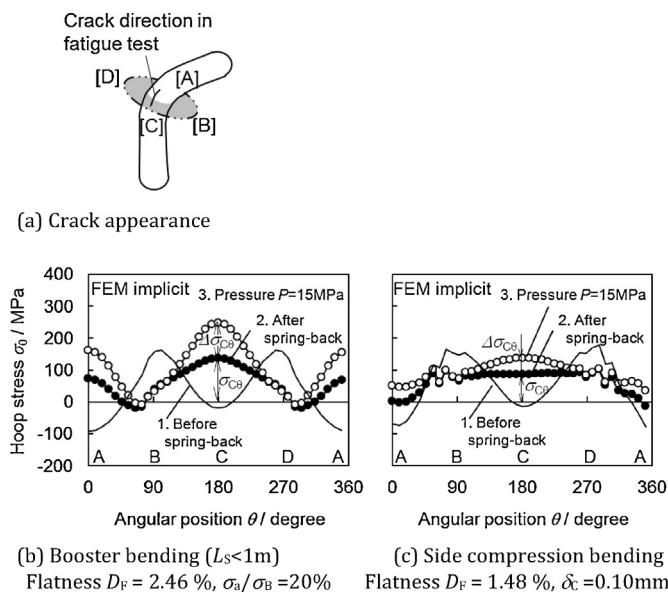 Crack direction in
fatigue test
[D]
[A]
[C]
[B]
(a) Crack appearance
Hoop stress σ₀ / MPa
400
300
200
100
0
-100
-200
FEM implicit
3. Pressure P=15MPa
2. After
spring-back
ΔσCθ
σCθ
1. Before
spring-back
A B C D A
0 90 180 270 360
Angular position θ / degree
FEM implicit
3. Pressure P=15MPa
2. After
spring-back
ΔσCθ
σCθ
1. Before
spring-back
A B C D A
0 90 180 270 360
Angular position θ / degree
(b) Booster bending (LS<1m)
Flatness DF = 2.46 %, σa/σB =20%
(c) Side compression bending
Flatness DF = 1.48 %, δC=0.10mm